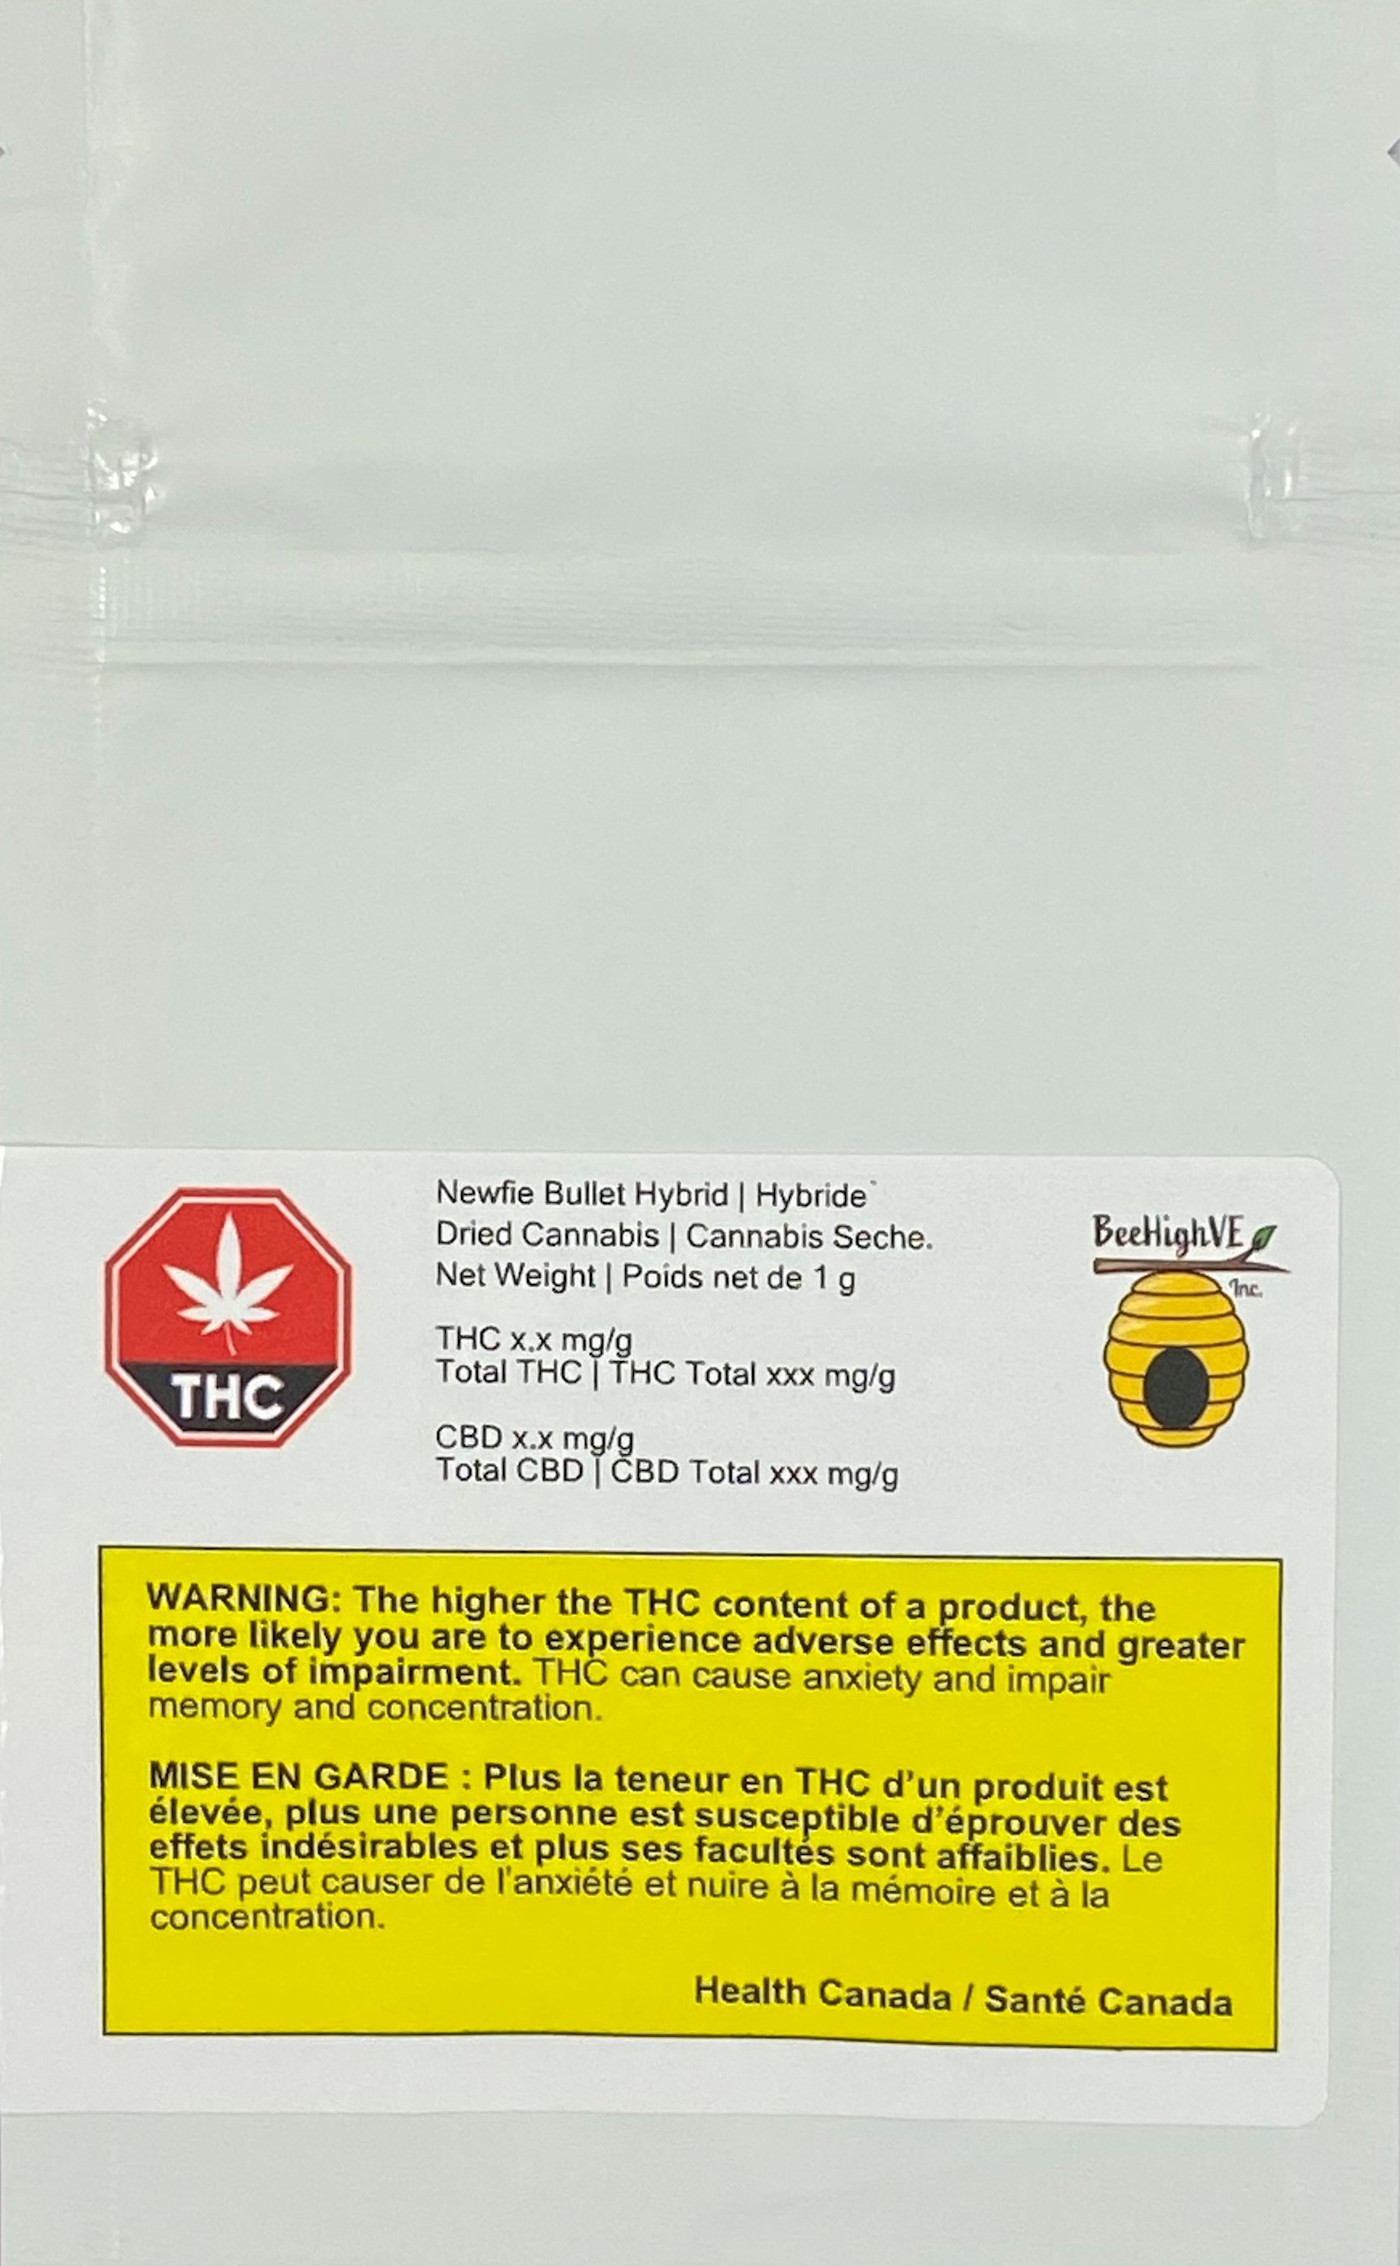 THC
Newfie Bullet Hybrid | Hybride`
Dried Cannabis | Cannabis Seche.
Net Weight | Poids net de 1 g
THC x.x mg/g
Total THC | THC Total xxx mg/g
CBD x.x mg/g
Total CBD | CBD Total xxx mg/g
BeeHighVE
Inc.
WARNING: The higher the THC content of a product, the
more likely you are to experience adverse effects and greater
levels of impairment. THC can cause anxiety and impair
memory and concentration.
MISE EN GARDE : Plus la teneur en THC d'un produit est
élevée, plus une personne est susceptible d'éprouver des
effets indésirables et plus ses facultés sont affaiblies. Le
THC peut causer de l'anxiété et nuire à la mémoire et à la
concentration.
Health Canada / Santé Canada